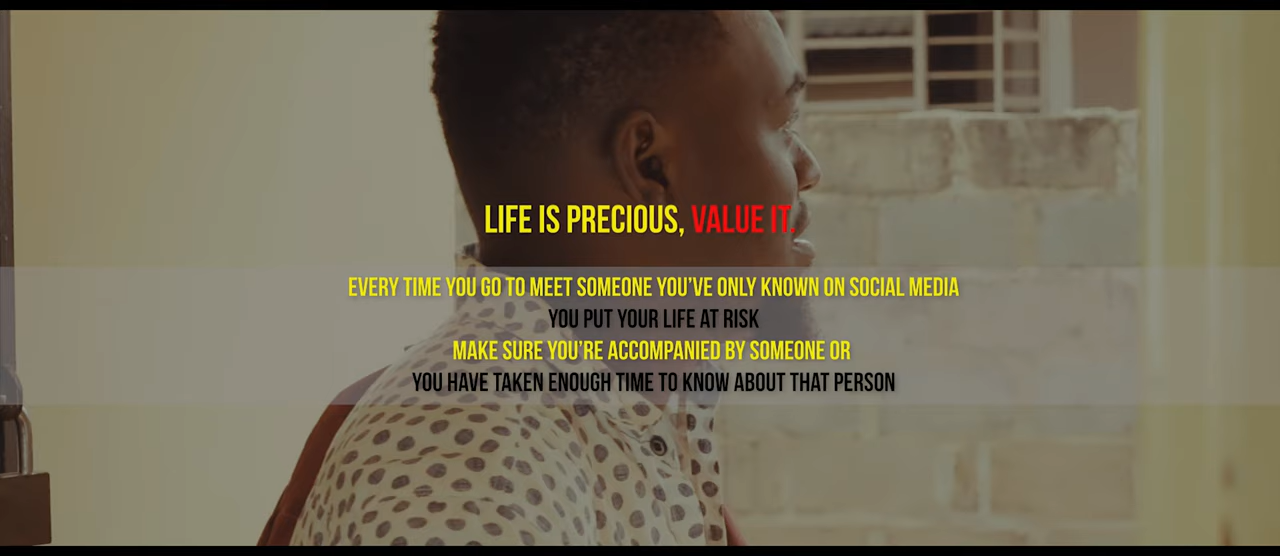 LIFE IS PRECIOUS, VALUE IT.
EVERY TIME YOU GO TO MEET SOMEONE YOU'VE ONLY KNOWN ON SOCIAL MEDIA
YOU PUT YOUR LIFE AT RISK
MAKE SURE YOU'RE ACCOMPANIED BY SOMEONE OR
YOU HAVE TAKEN ENOUGH TIME TO KNOW ABOUT THAT PERSON